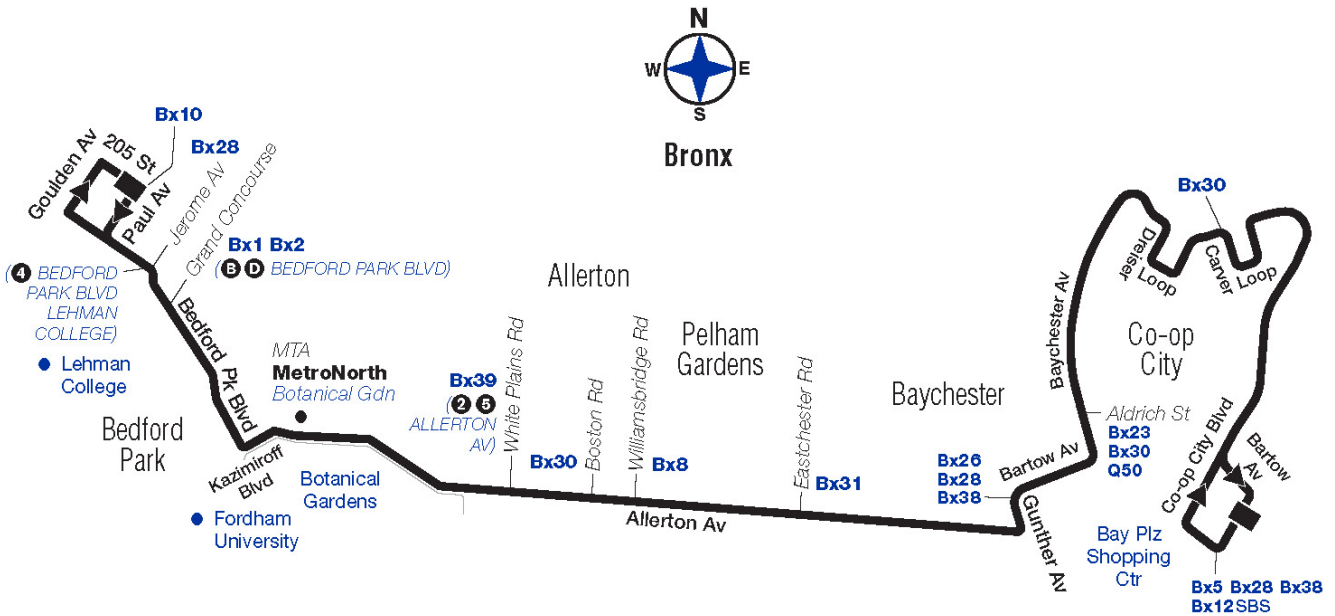 N
W E
S
Bronx
Bx10
Bx28
Goulden Av
205 St
Paul Av
Jerome Av
Grand Concourse
Bx1 Bx2
(B D BEDFORD PARK BLVD)
(4 BEDFORD
PARK BLVD
LEHMAN
COLLEGE)
Lehman
College
Bedford Pk Blvd
Bedford
Park
MTA
MetroNorth
Botanical Gdn
Kazimiroff
Blvd
Botanical
Gardens
Fordham
University
Allerton
Bx39
(2 5
ALLERTON
AV)
White Plains Rd
Bx30
Boston Rd
Williamsbridge Rd
Bx8
Pelham
Gardens
Allerton Av
Eastchester Rd
Bx31
Baychester
Bx26
Bx28
Bx38
Bartow Av
Gunther Av
Baychester Av
Aldrich St
Bx23
Bx30
Q50
Dreiser
Loop
Bx30
Carver
Loop
Co-op
City
Co-op City Blvd
Bartow
Av
Bay Plz
Shopping
Ctr
Bx5 Bx28 Bx38
Bx12SBS